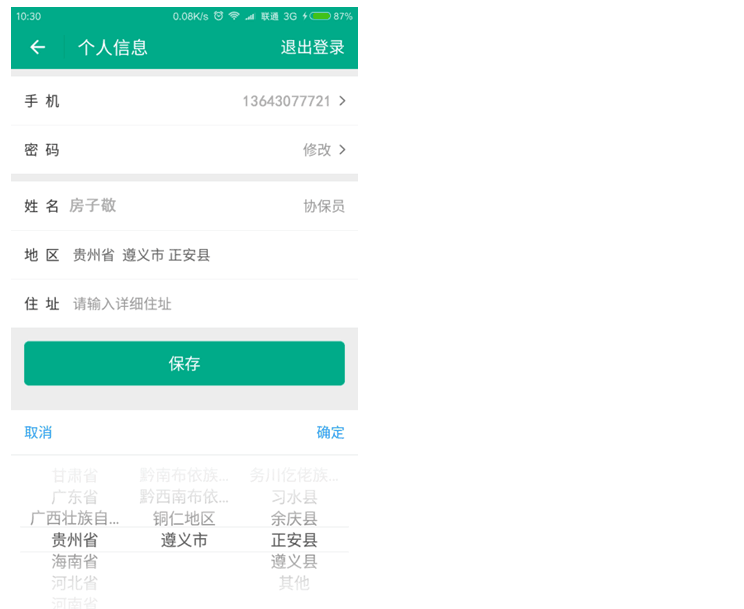 10:30 0.08K/s 联通 3G 87%
个人信息 退出登录
手 机 13643077721
密 码 修改
姓 名 房子敬 协保员
地 区 贵州省 遵义市 正安县
住 址 请输入详细住址
保存
取消 确定
甘肃省 黔南布依族... 务川仡佬族...
广东省 黔西南布依... 习水县
广西壮族自... 铜仁地区 余庆县
贵州省 遵义市 正安县
海南省 遵义县
河北省 其他
河南省